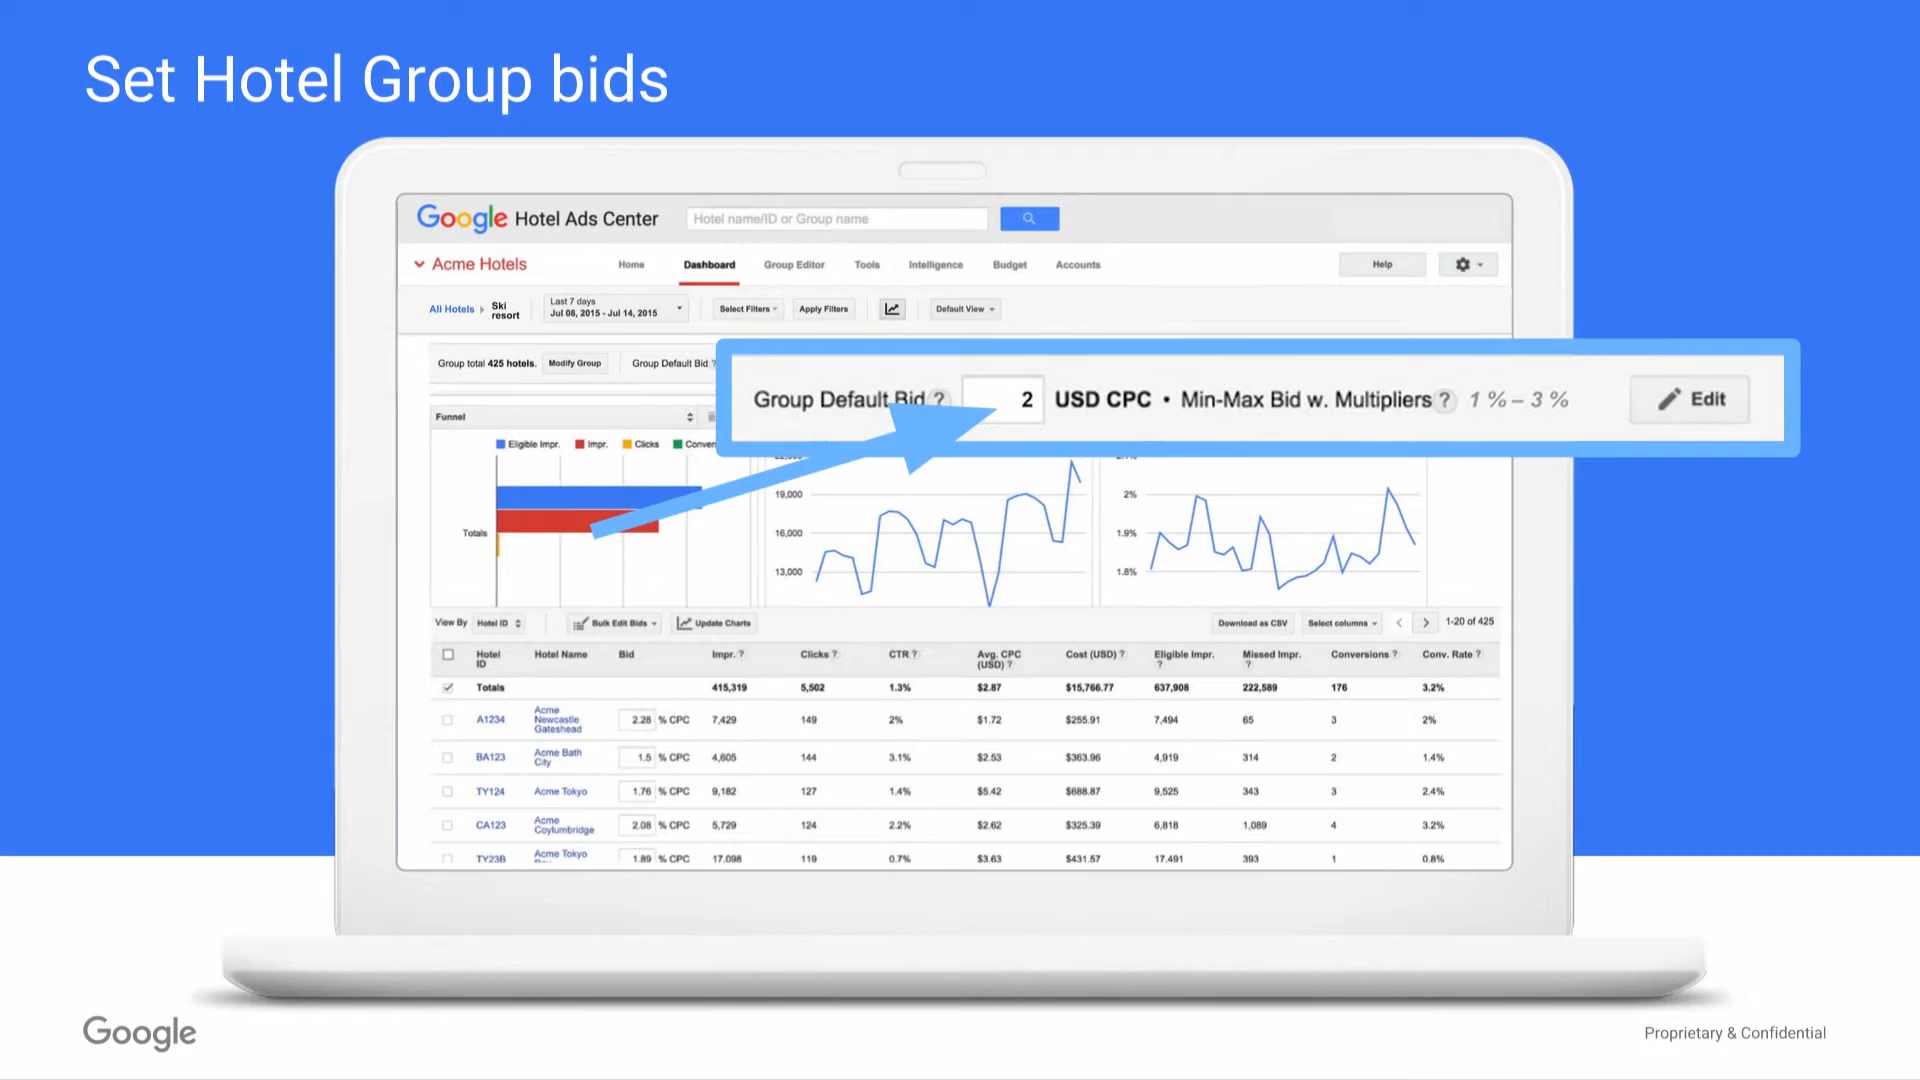 Set Hotel Group bids
Google Hotel Ads Center
Hotel name/ID or Group name
Acme Hotels
Home Dashboard Group Editor Tools Intelligence Budget Accounts
Help
All Hotels › Ski resort
Last 7 days
Jul 08, 2015 - Jul 14, 2015
Select Filters
Apply Filters
Default View
Group total 425 hotels. Modify Group Group Default Bid ?
Group Default Bid ? 2 USD CPC • Min-Max Bid w. Multipliers ? 1 % – 3 % Edit
Funnel
Eligible Impr. Impr. Clicks
Totals
19,000
16,000
13,000
2%
1.9%
1.8%
View By Hotel ID Bulk Edit Bids Update Charts Download as CSV Select columns 1-20 of 425
Hotel ID Hotel Name Bid Impr. ? Clicks ? CTR ? Avg. CPC (USD) ? Cost (USD) ? Eligible Impr. ? Missed Impr. ? Conversions ? Conv. Rate ?
Totals 415,319 5,502 1.3% $2.87 $15,766.77 637,908 222,589 176 3.2%
A1234 Acme Newcastle Gateshead 2.28 % CPC 7,429 149 2% $1.72 $255.91 7,494 65 3 2%
BA123 Acme Bath City 1.5 % CPC 4,605 144 3.1% $2.53 $363.96 4,919 314 2 1.4%
TY124 Acme Tokyo 1.76 % CPC 9,182 127 1.4% $5.42 $688.87 9,525 343 3 2.4%
CA123 Acme Coylumbridge 2.08 % CPC 5,729 124 2.2% $2.62 $325.39 6,818 1,089 4 3.2%
TY23B Acme Tokyo 1.89 % CPC 17,098 119 0.7% $3.63 $431.57 17,491 393 1 0.8%
Google
Proprietary & Confidential